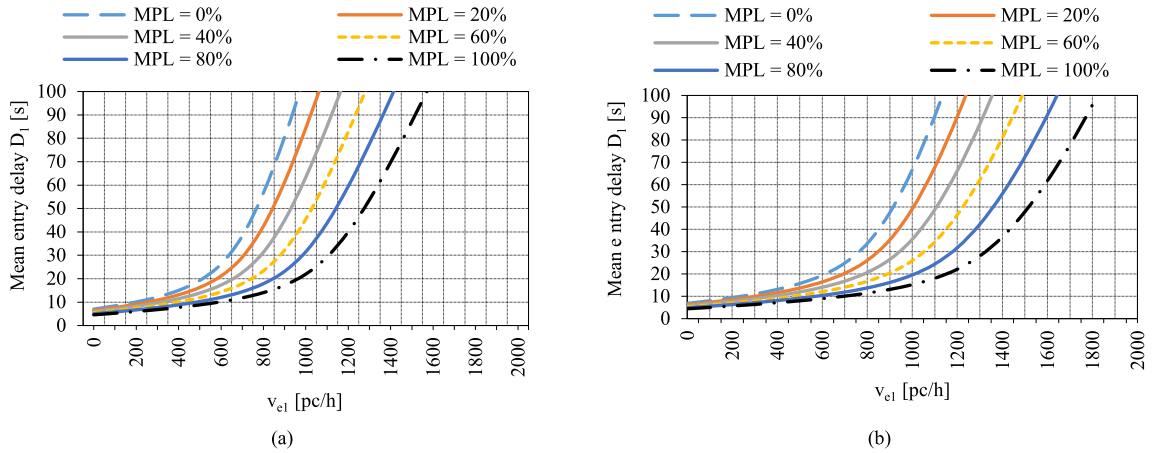 MPL = 0%
MPL = 20%
MPL = 40%
MPL = 60%
MPL = 80%
MPL = 100%
Mean entry delay D1 [s]
100
90
80
70
60
50
40
30
20
10
0
0
200
400
600
800
1000
1200
1400
1600
1800
2000
ve1 [pc/h]
(a)
MPL = 0%
MPL = 20%
MPL = 40%
MPL = 60%
MPL = 80%
MPL = 100%
Mean e ntry delay D1 [s]
100
90
80
70
60
50
40
30
20
10
0
0
200
400
600
800
1000
1200
1400
1600
1800
2000
ve1 [pc/h]
(b)